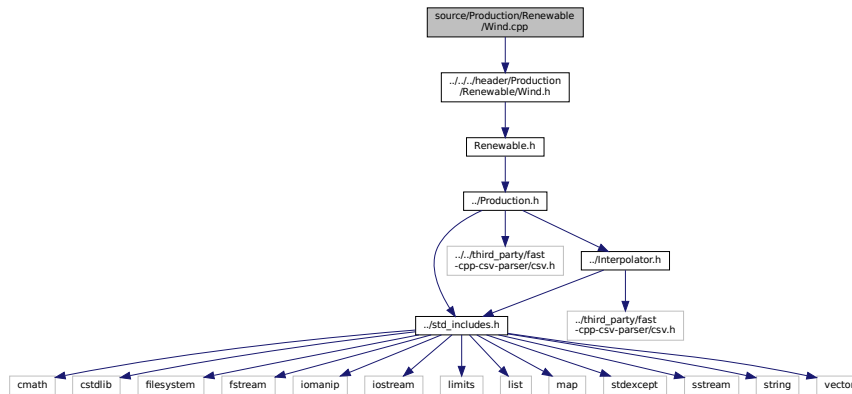 source/Production/Renewable
/Wind.cpp
../../../header/Production
/Renewable/Wind.h
Renewable.h
../Production.h
../../third_party/fast
-cpp-csv-parser/csv.h
../Interpolator.h
../std_includes.h
../third_party/fast
-cpp-csv-parser/csv.h
cmath
cstdlib
filesystem
fstream
iomanip
iostream
limits
list
map
stdexcept
sstream
string
vector